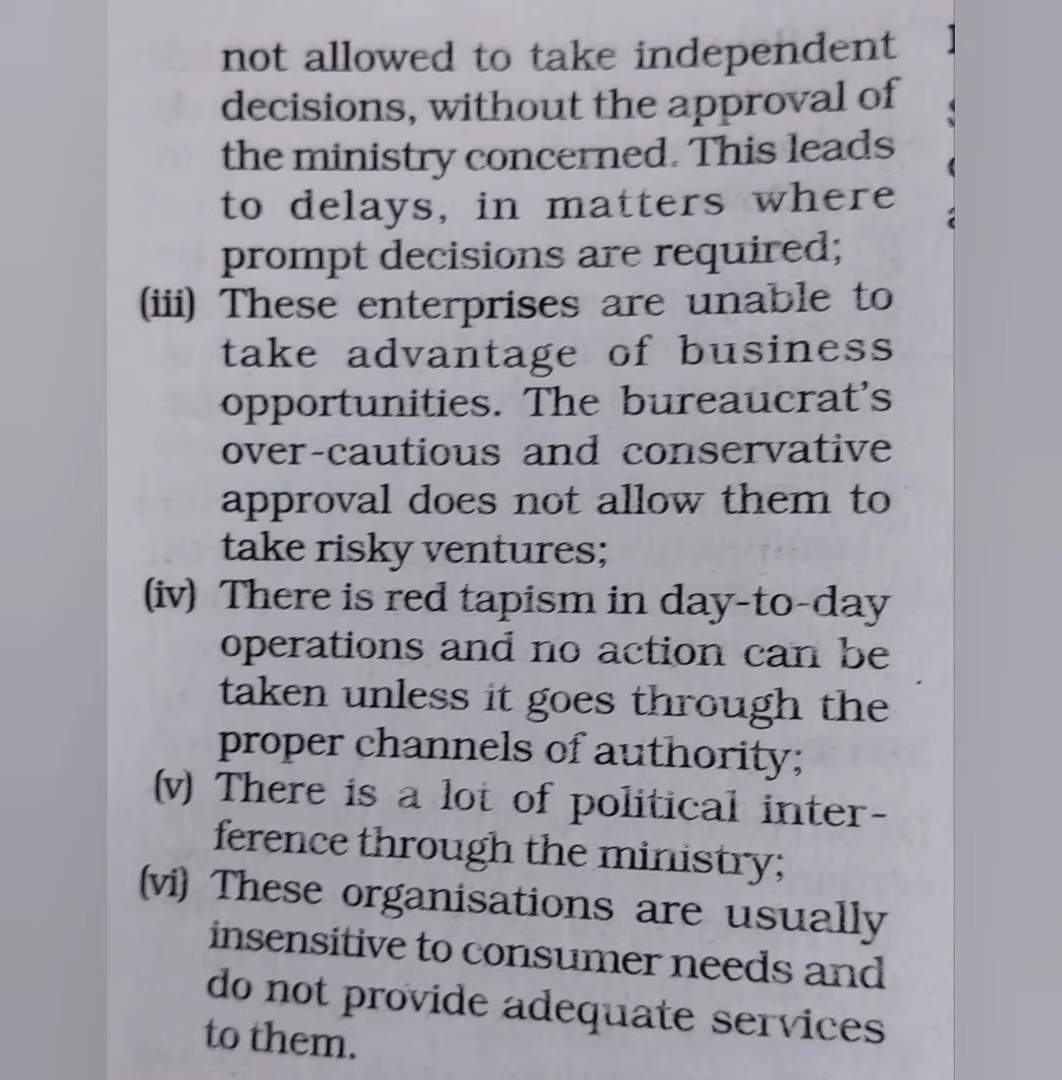 not allowed to take independent
decisions, without the approval of
the ministry concerned. This leads
to delays, in matters where
prompt decisions are required;
(iii) These enterprises are unable to
take advantage of business
opportunities. The bureaucrat's
over-cautious and conservative
approval does not allow them to
take risky ventures;
(iv) There is red tapism in day-to-day
operations and no action can be
taken unless it goes through the
proper channels of authority;
(v) There is a lot of political inter-
ference through the ministry;
(vi) These organisations are usually
insensitive to consumer needs and
do not provide adequate services
to them.